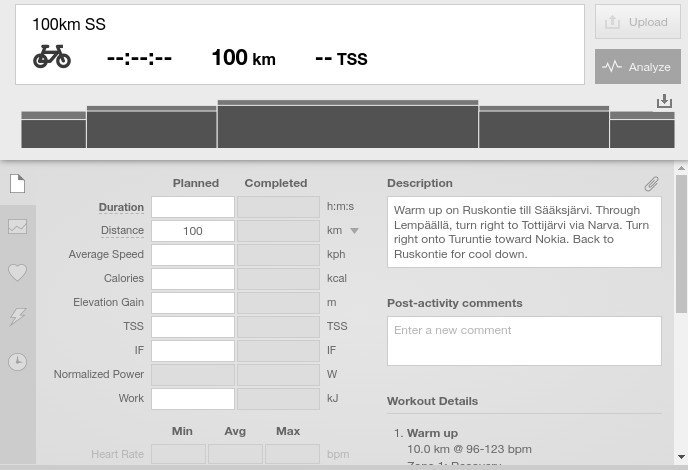 100km SS
--:--:-- 100 km -- TSS
Upload
Analyze
Planned Completed
Duration h:m:s
Distance 100 km
Average Speed kph
Calories kcal
Elevation Gain m
TSS TSS
IF IF
Normalized Power W
Work kJ
Min Avg Max
Heart Rate bpm
Description
Warm up on Ruskontie till Sääksjärvi. Through
Lempäällä, turn right to Tottijärvi via Narva. Turn
right onto Turuntie toward Nokia. Back to
Ruskontie for cool down.
Post-activity comments
Enter a new comment
Workout Details
1. Warm up
10.0 km @ 96-123 bpm
Zone 1: Recovery